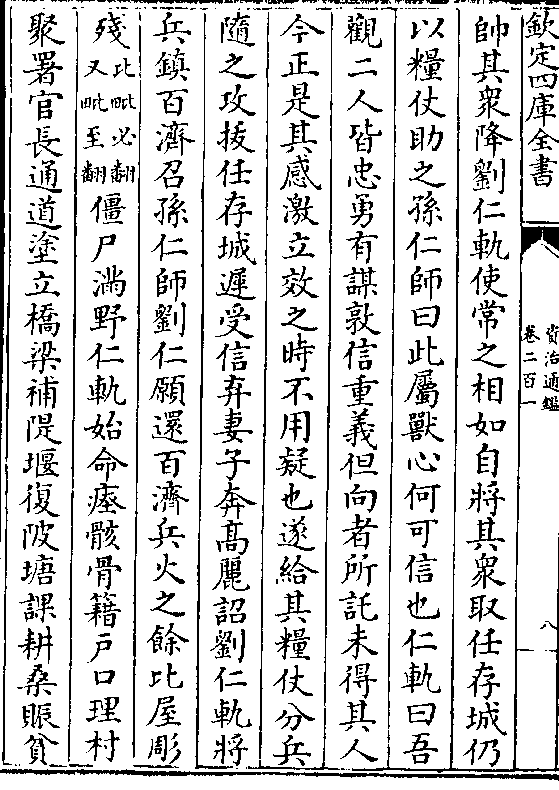 欽定四庫全書
資治通鑑
卷二百一
八
帥其衆降劉仁軌使常之相如自將其衆取任存城仍
以糧仗助之孫仁師曰此屬獸心何可信也仁軌曰吾
觀二人皆忠勇有謀敦信重義但向者所託未得其人
今正是其感激立效之時不用疑也遂給其糧仗分兵
隨之攻拔任存城遲受信弃妻子奔高麗詔劉仁軌將
兵鎮百濟召孫仁師劉仁願還百濟兵火之餘比屋彫
殘比毗必翻又毗至翻僵尸滿野仁軌始命瘞骸骨籍戶口理村
聚署官長通道塗立橋梁補隄堰復陂塘課耕桑賑貧